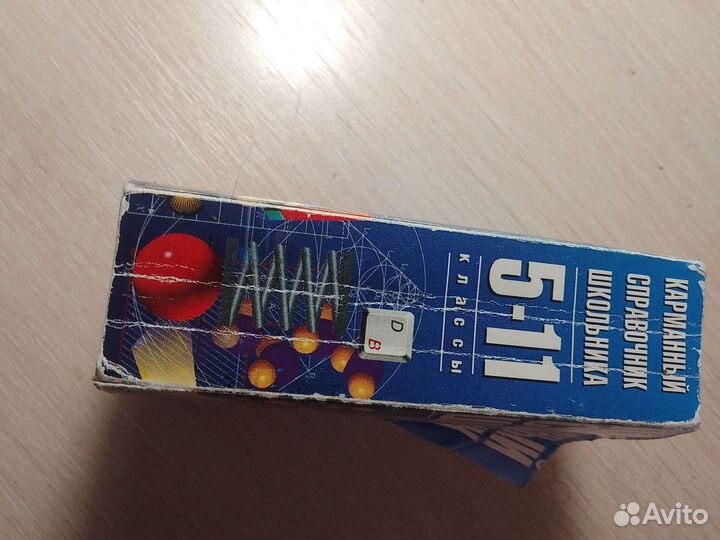 КАРМАННЫЙ
СПРАВОЧНИК
ШКОЛЬНИКА
5-11
классы
D
В
Avito